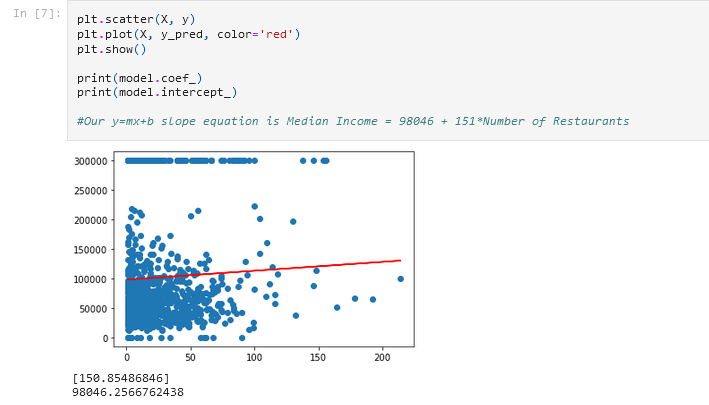 In [7]:
plt.scatter(X, y)
plt.plot(X, y_pred, color='red')
plt.show()
print(model.coef_)
print(model.intercept_)
#Our y=mx+b slope equation is Median Income = 98046 + 151*Number of Restaurants
300000
250000
200000
150000
100000
50000
0
0 50 100 150 200
[150.85486846]
98046.2566762438